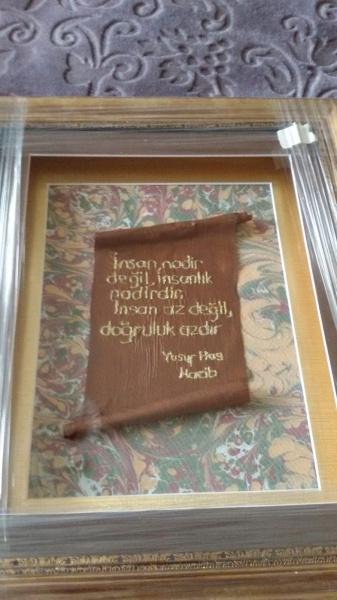 İnsan nadir
değil, insanlık
nadirdir.
İnsan az değil,
doğruluk azdır
Yusuf Has
Hacib